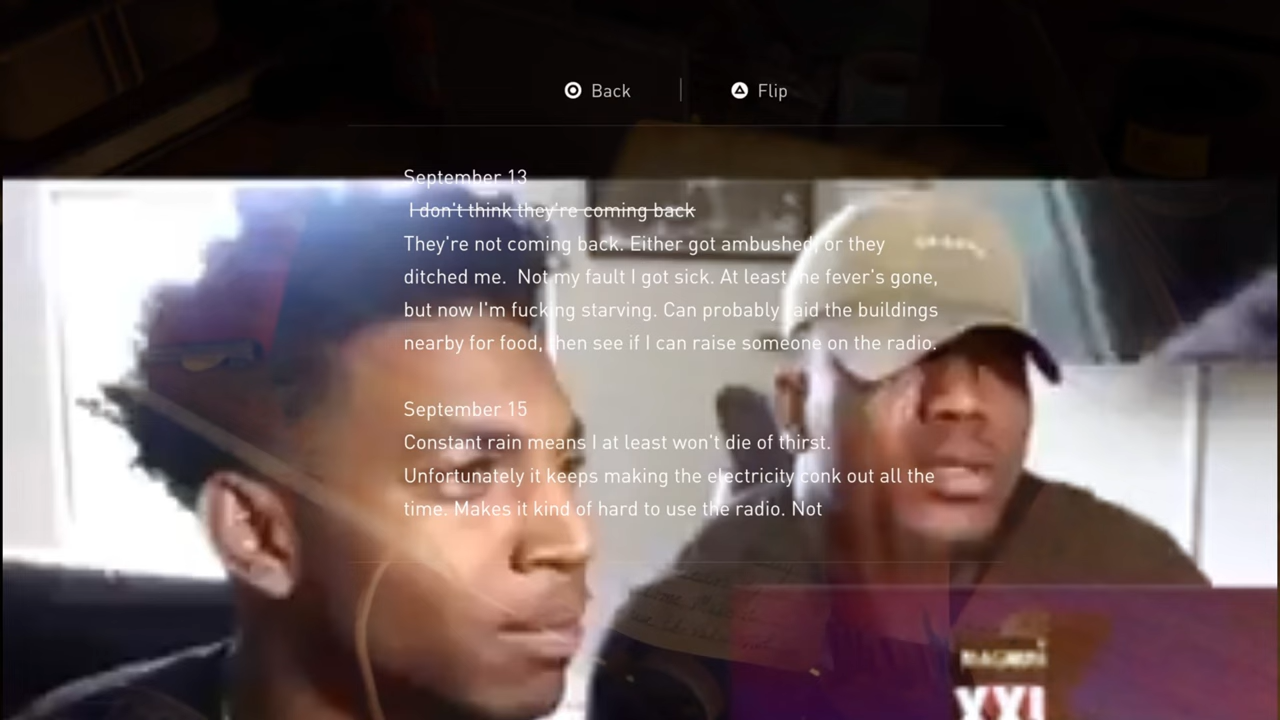 Back
Flip
September 13
I don't think they're coming back
They're not coming back. Either got ambushed, or they
ditched me. Not my fault I got sick. At least the fever's gone,
but now I'm fucking starving. Can probably raid the buildings
nearby for food, then see if I can raise someone on the radio.
September 15
Constant rain means I at least won't die of thirst.
Unfortunately it keeps making the electricity conk out all the
time. Makes it kind of hard to use the radio. Not
XXL